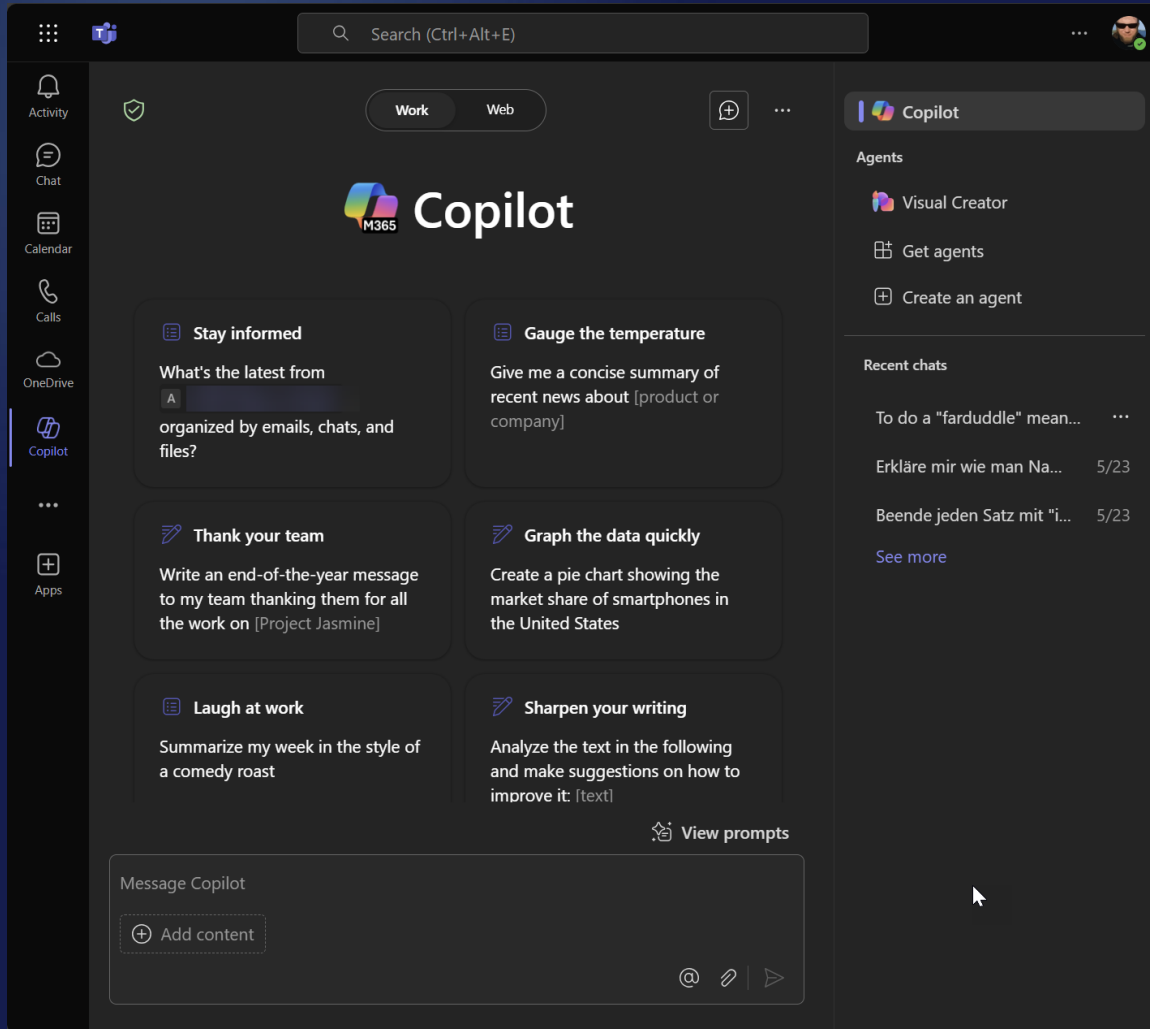 Search (Ctrl+Alt+E)
Activity
Chat
Calendar
Calls
OneDrive
Copilot
Apps
Work
Web
M365
Copilot
Stay informed
What's the latest from
A
organized by emails, chats, and
files?
Gauge the temperature
Give me a concise summary of
recent news about [product or
company]
Thank your team
Write an end-of-the-year message
to my team thanking them for all
the work on [Project Jasmine]
Graph the data quickly
Create a pie chart showing the
market share of smartphones in
the United States
Laugh at work
Summarize my week in the style of
a comedy roast
Sharpen your writing
Analyze the text in the following
and make suggestions on how to
improve it: [text]
View prompts
Message Copilot
Add content
Copilot
Agents
Visual Creator
Get agents
Create an agent
Recent chats
To do a "farduddle" mean...
Erkläre mir wie man Na... 5/23
Beende jeden Satz mit "i... 5/23
See more